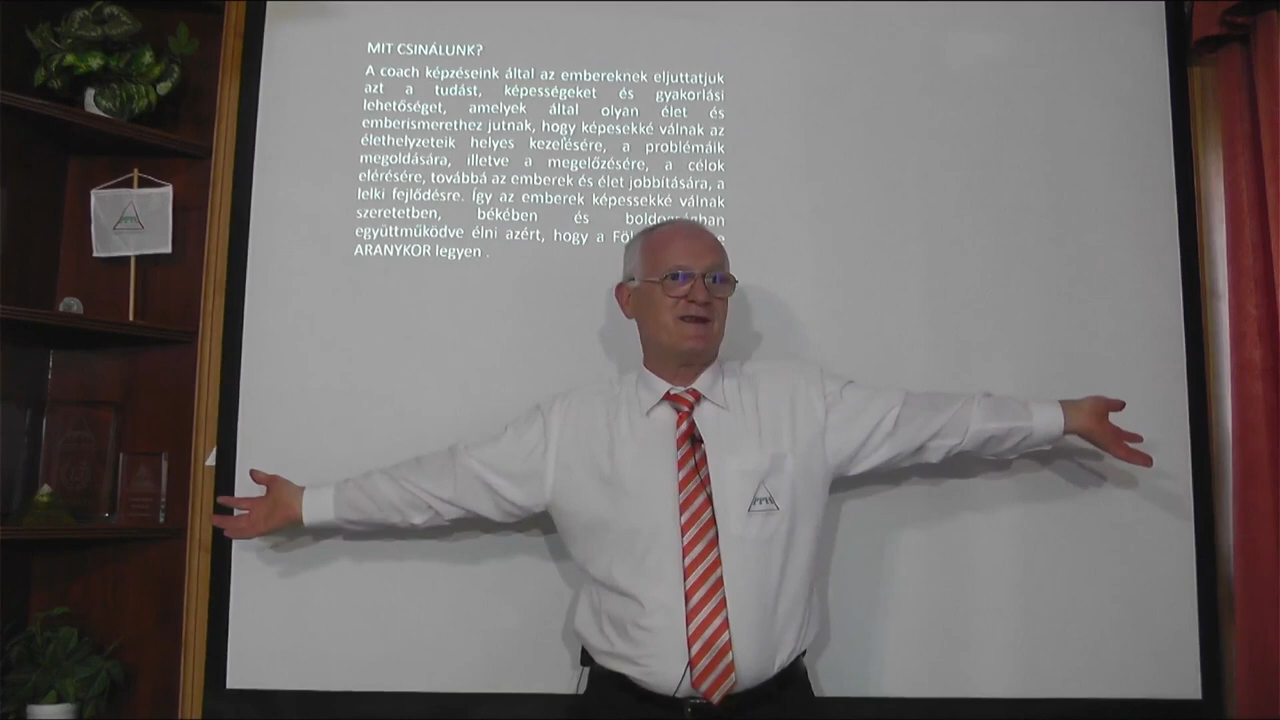 MIT CSINÁLUNK?
A coach képzéseink által az embereknek eljuttatjuk
azt a tudást, képességeket és gyakorlási
lehetőséget, amelyek által olyan élet és
emberismerethez jutnak, hogy képesekké válnak az
élethelyzeteik helyes kezelésére, a problémáik
megoldására, illetve a megelőzésére, a célok
elérésére, továbbá az emberek és élet jobbítására, a
lelki fejlődésre. Így az emberek képessekké válnak
szeretetben, békében és
együttműködve élni azért, hogy a
ARANYKOR legyen .